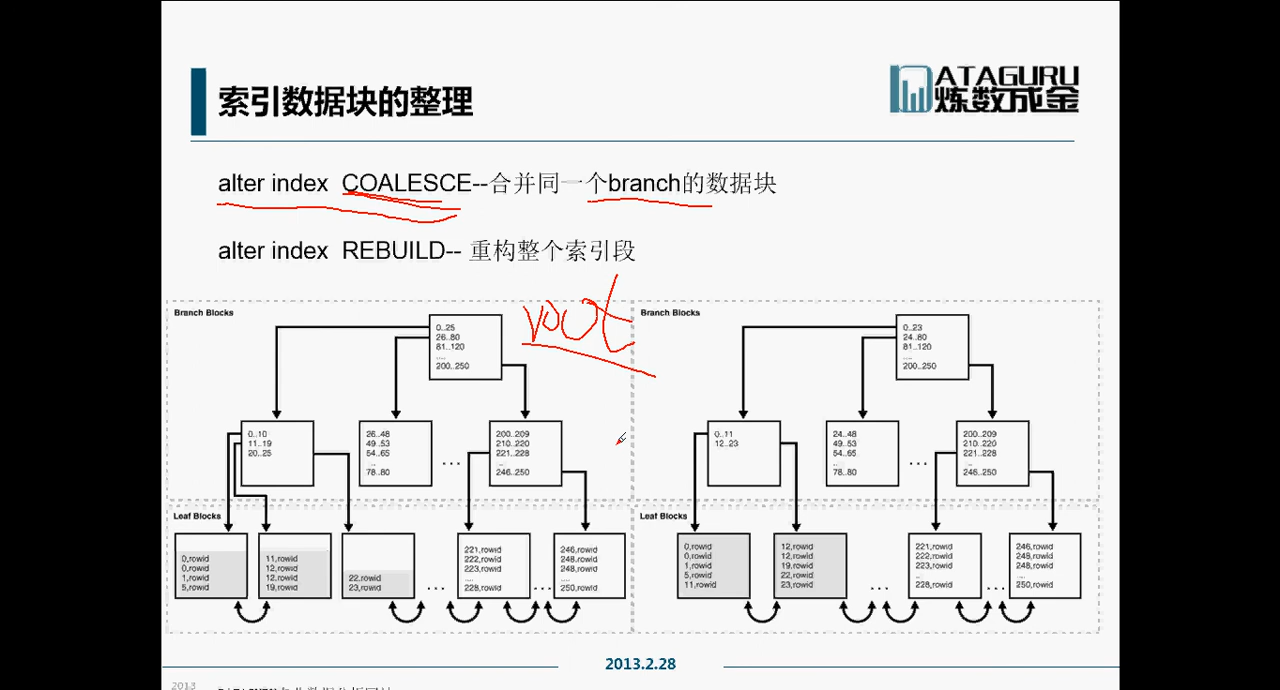 索引数据块的整理
ATAGURU
炼数成金
alter index COALESCE--合并同一个branch的数据块
alter index REBUILD-- 重构整个索引段
root
Branch Blocks
0..25
26..80
81..120
....
200..250
0..10
11..19
20..25
26..48
49..53
54..65
..
78..80
...
200..209
210..220
221..228
..
246..250
Leaf Blocks
0,rowid
0,rowid
1,rowid
5,rowid
11,rowid
12,rowid
12,rowid
19,rowid
22,rowid
23,rowid
...
221,rowid
222,rowid
223,rowid
....
228,rowid
...
246,rowid
248,rowid
248,rowid
....
250,rowid
Branch Blocks
0..23
24..80
81..120
....
200..250
0..11
12..23
24..48
49..53
54..65
..
78..80
...
200..209
210..220
221..228
..
246..250
Leaf Blocks
0,rowid
0,rowid
1,rowid
5,rowid
11,rowid
12,rowid
12,rowid
19,rowid
22,rowid
23,rowid
...
221,rowid
222,rowid
223,rowid
..
228,rowid
...
246,rowid
248,rowid
248,rowid
....
250,rowid
2013.2.28
2013